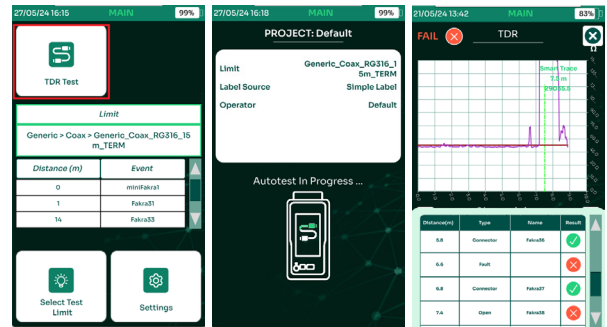 27/05/24 16:15 MAIN 99%
TDR Test
Limit
Generic > Coax > Generic_Coax_RG316_15
m_TERM
Distance (m) Event
0 miniFakra1
1 Fakra31
14 Fakra33
Select Test
Limit
Settings
27/05/24 16:18 MAIN 99%
PROJECT: Default
Limit Generic_Coax_RG316_1
5m_TERM
Label Source Simple Label
Operator Default
Autotest In Progress ...
21/05/24 13:42 MAIN 83%
FAIL TDR
Ω
Smart Trace
7.5 m
Distance(m) Type Name Result
5.8 Connector Fakra35
6.6 Fault
6.8 Connector Fakra37
7.4 Open Fakra38